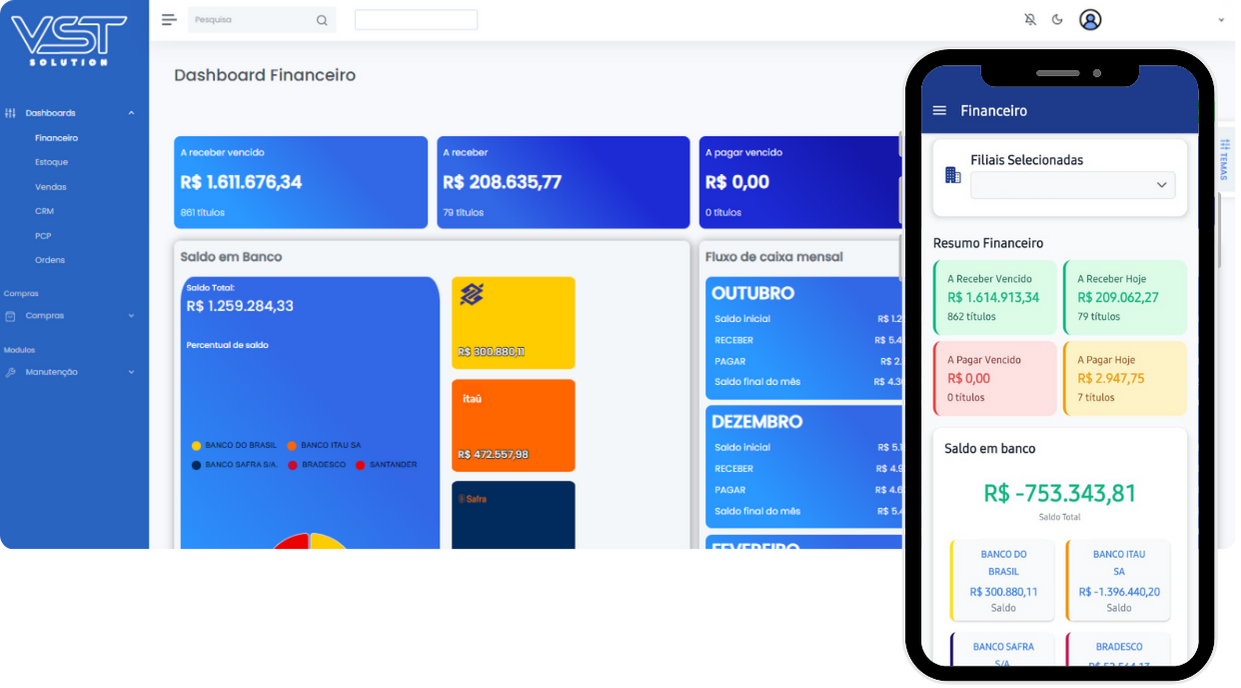 VST
SOLUTION
Pesquisa
Dashboards
Financeiro
Estoque
Vendas
CRM
PCP
Ordens
Compras
Compras
Modulos
Manutenção
Dashboard Financeiro
A receber vencido
R$ 1.611.676,34
861 títulos
A receber
R$ 208.635,77
79 títulos
A pagar vencido
R$ 0,00
0 títulos
Saldo em Banco
Saldo Total:
R$ 1.259.284,33
Percentual de saldo
BANCO DO BRASIL
BANCO ITAU SA
BANCO SAFRA S/A.
BRADESCO
SANTANDER
R$ 300.880,11
itaú
R$ 472.557,98
Safra
Fluxo de caixa mensal
OUTUBRO
Saldo inicial R$ 1.2
RECEBER R$ 5.4
PAGAR R$ 2.
Saldo final do mês R$ 4.3
DEZEMBRO
Saldo inicial R$ 5.1
RECEBER R$ 4.9
PAGAR R$ 4.6
Saldo final do mês R$ 5.4
FEVEREIRO
TEMAS
Financeiro
Filiais Selecionadas
Resumo Financeiro
A Receber Vencido
R$ 1.614.913,34
862 títulos
A Receber Hoje
R$ 209.062,27
79 títulos
A Pagar Vencido
R$ 0,00
0 títulos
A Pagar Hoje
R$ 2.947,75
7 títulos
Saldo em banco
R$ -753.343,81
Saldo Total
BANCO DO
BRASIL
R$ 300.880,11
Saldo
BANCO ITAU
SA
R$ -1.396.440,20
Saldo
BANCO SAFRA
S/A
BRADESCO